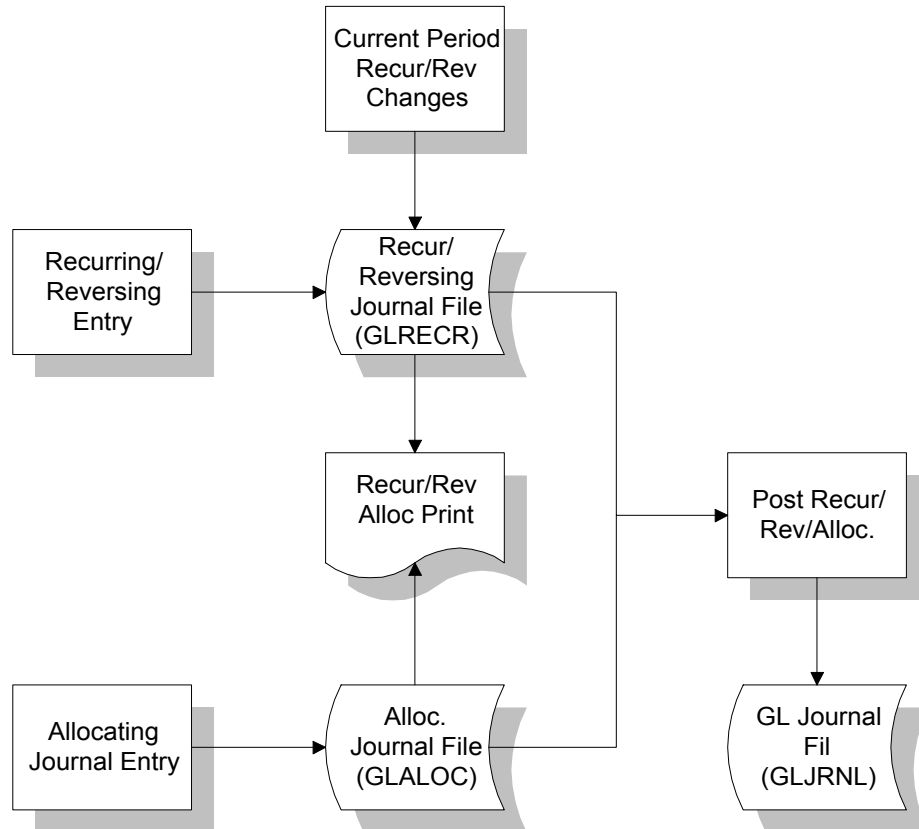 Current Period
Recur/Rev
Changes
Recurring/
Reversing
Entry
Recur/
Reversing
Journal File
(GLRECR)
Recur/Rev
Alloc Print
Post Recur/
Rev/Alloc.
Allocating
Journal Entry
Alloc.
Journal File
(GLALOC)
GL Journal
Fil
(GLJRNL)